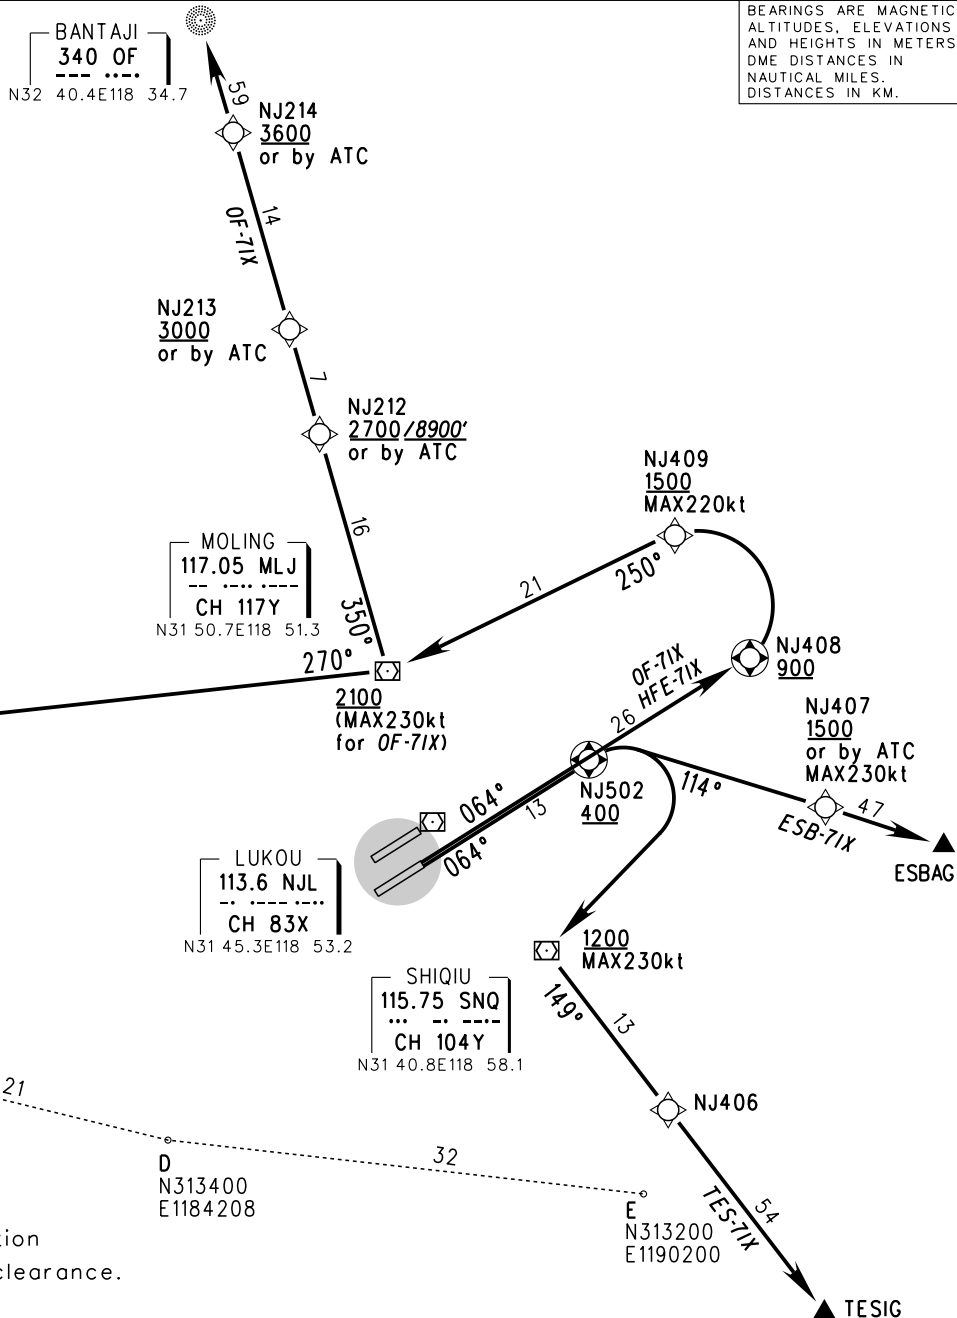 BEARINGS ARE MAGNETIC
ALTITUDES, ELEVATIONS
AND HEIGHTS IN METERS
DME DISTANCES IN
NAUTICAL MILES.
DISTANCES IN KM.
BANTAJI
340 OF
N32 40.4E118 34.7
59
NJ214
3600
or by ATC
14
OF-71X
NJ213
3000
or by ATC
7
NJ212
2700/8900'
or by ATC
16
NJ409
1500
MAX220kt
250°
21
MOLING
117.05 MLJ
CH 117Y
N31 50.7E118 51.3
350°
270°
2100
(MAX230kt
for OF-71X)
OF-71X
HFE-71X
26
NJ408
900
NJ407
1500
or by ATC
MAX230kt
NJ502
400
114°
47
ESB-71X
ESBAG
064°
13
064°
LUKOU
113.6 NJL
CH 83X
N31 45.3E118 53.2
1200
MAX230kt
SHIQIU
115.75 SNQ
CH 104Y
N31 40.8E118 58.1
149°
13
NJ406
21
D
N313400
E1184208
32
E
N313200
E1190200
TES-71X
54
TESIG
tion
clearance.